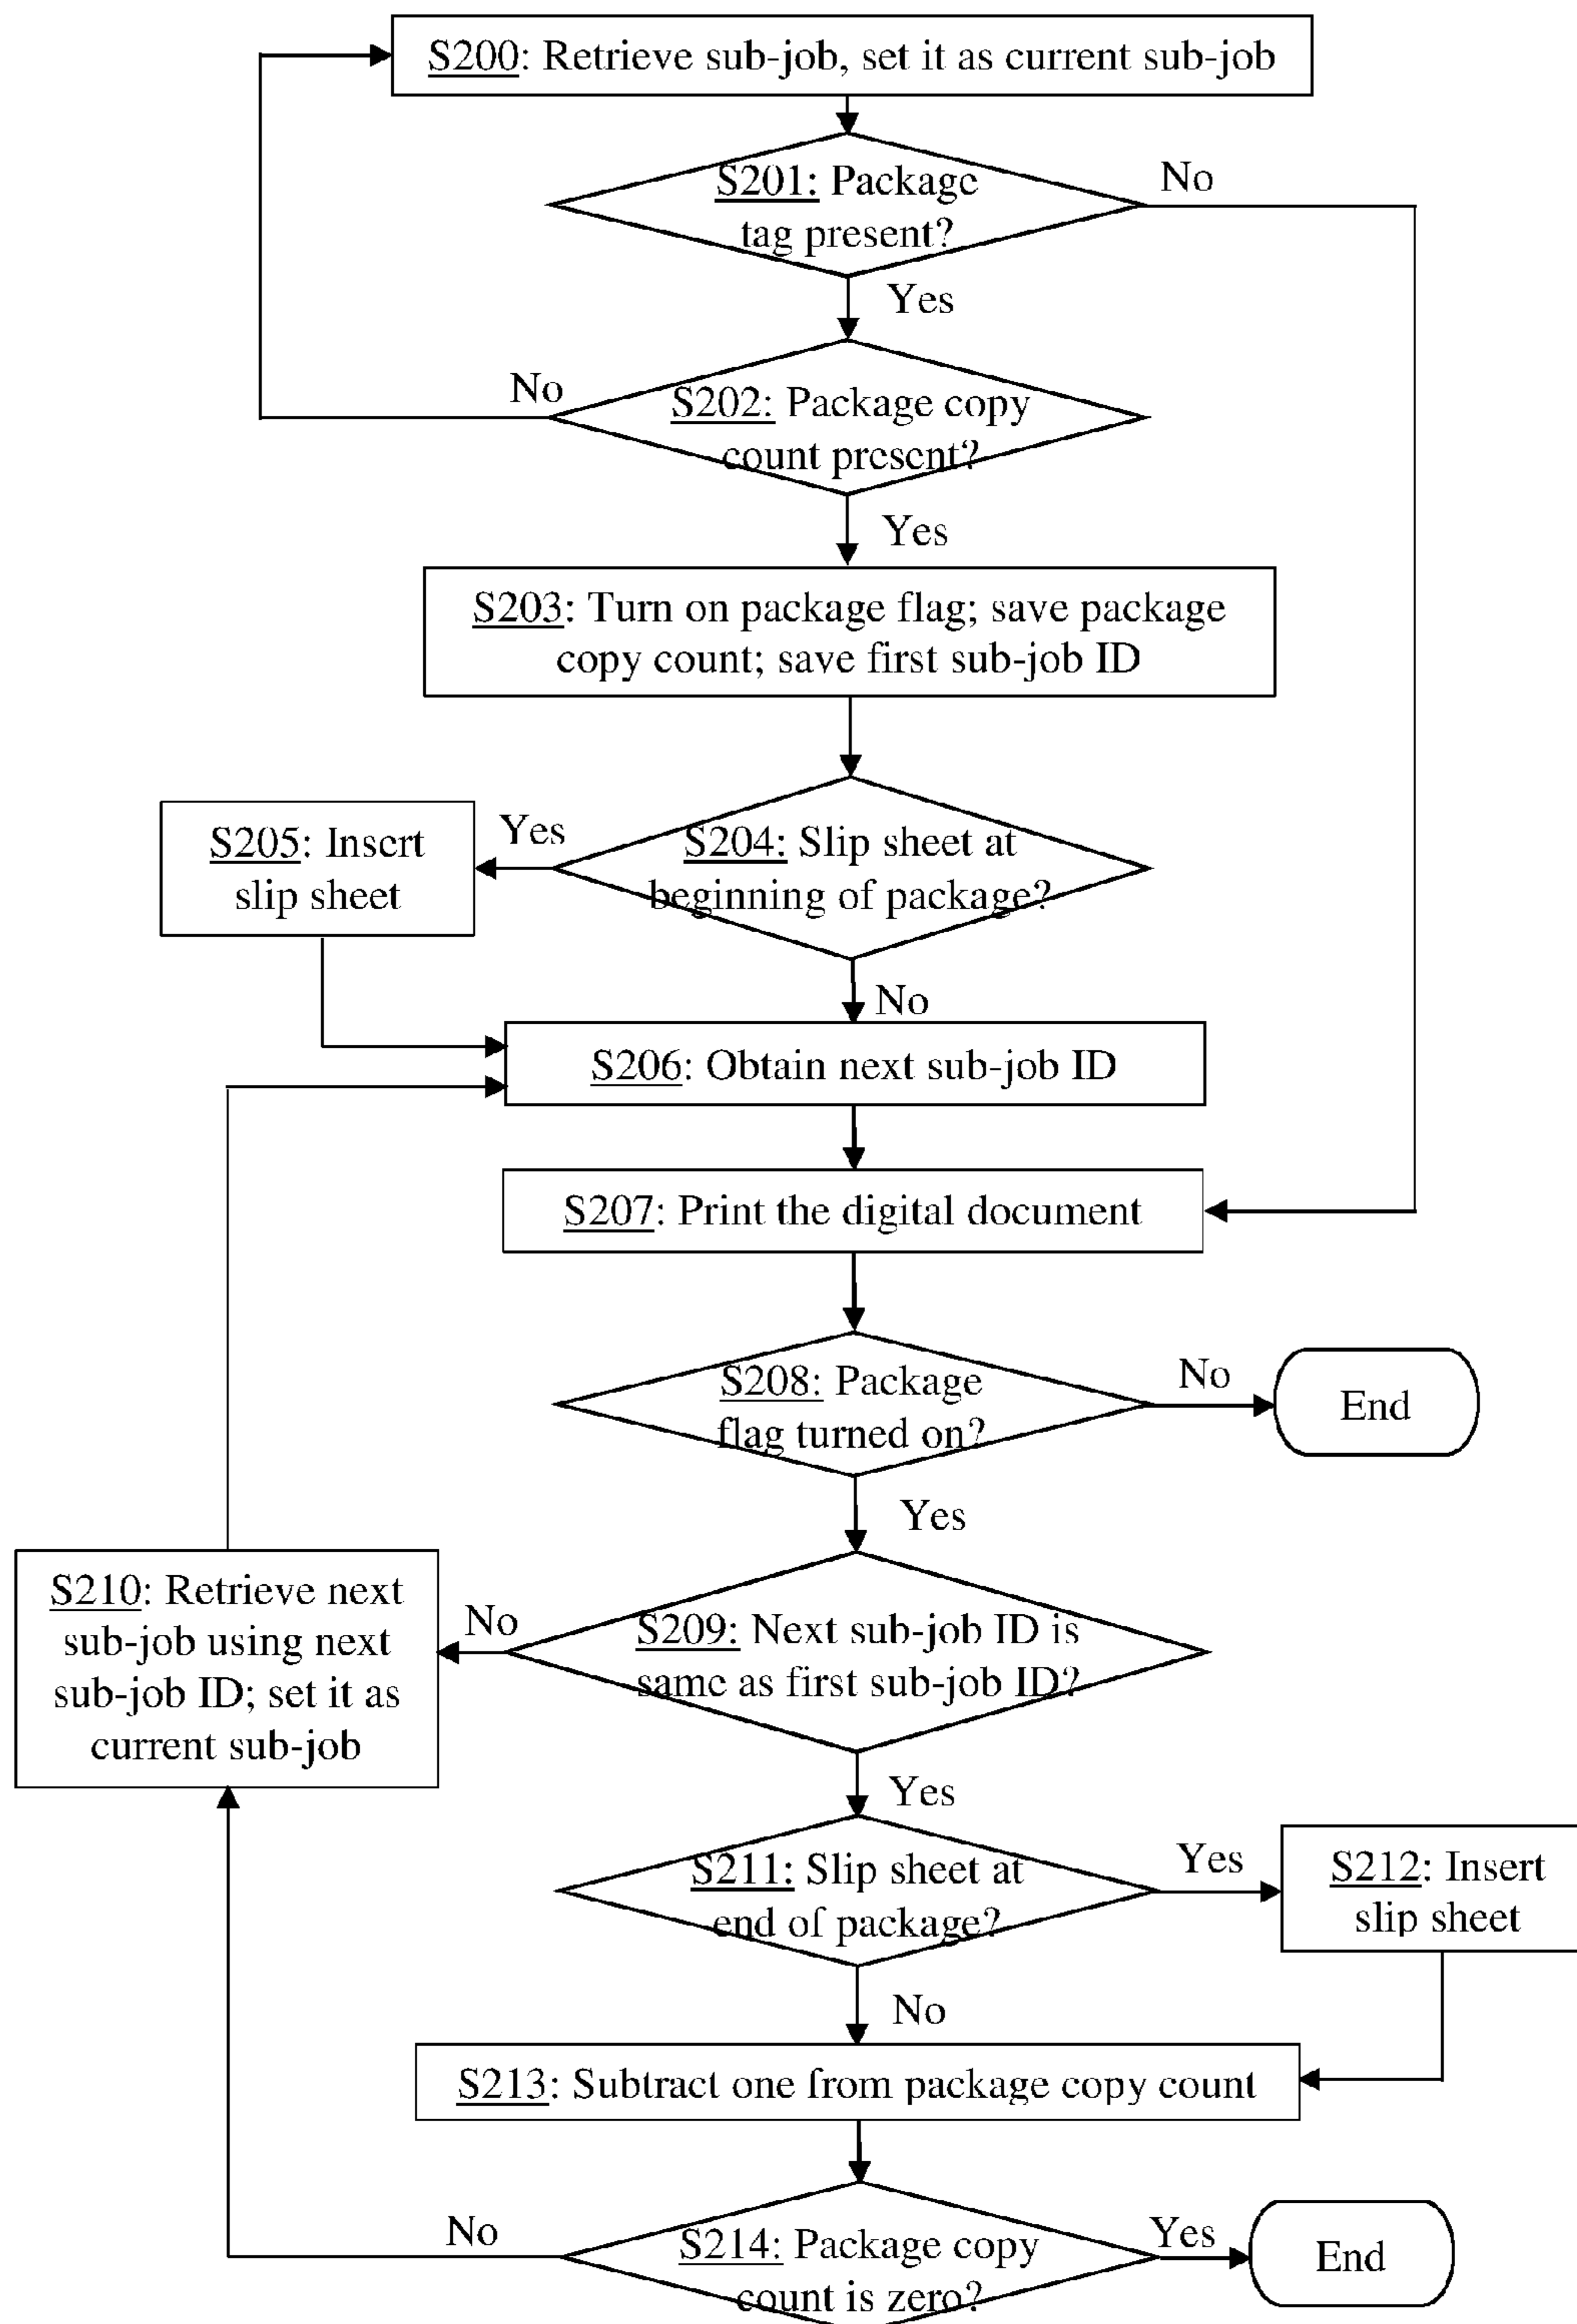 S200: Retrieve sub-job, set it as current sub-job
S201: Package
tag present?
No
Yes
S202: Package copy
count present?
No
Yes
S203: Turn on package flag; save package
copy count; save first sub-job ID
S204: Slip sheet at
beginning of package?
Yes
S205: Insert
slip sheet
No
S206: Obtain next sub-job ID
S207: Print the digital document
S208: Package
flag turned on?
No
End
Yes
S209: Next sub-job ID is
same as first sub-job ID?
No
S210: Retrieve next
sub-job using next
sub-job ID; set it as
current sub-job
Yes
S211: Slip sheet at
end of package?
Yes
S212: Insert
slip sheet
No
S213: Subtract one from package copy count
S214: Package copy
count is zero?
No
Yes
End